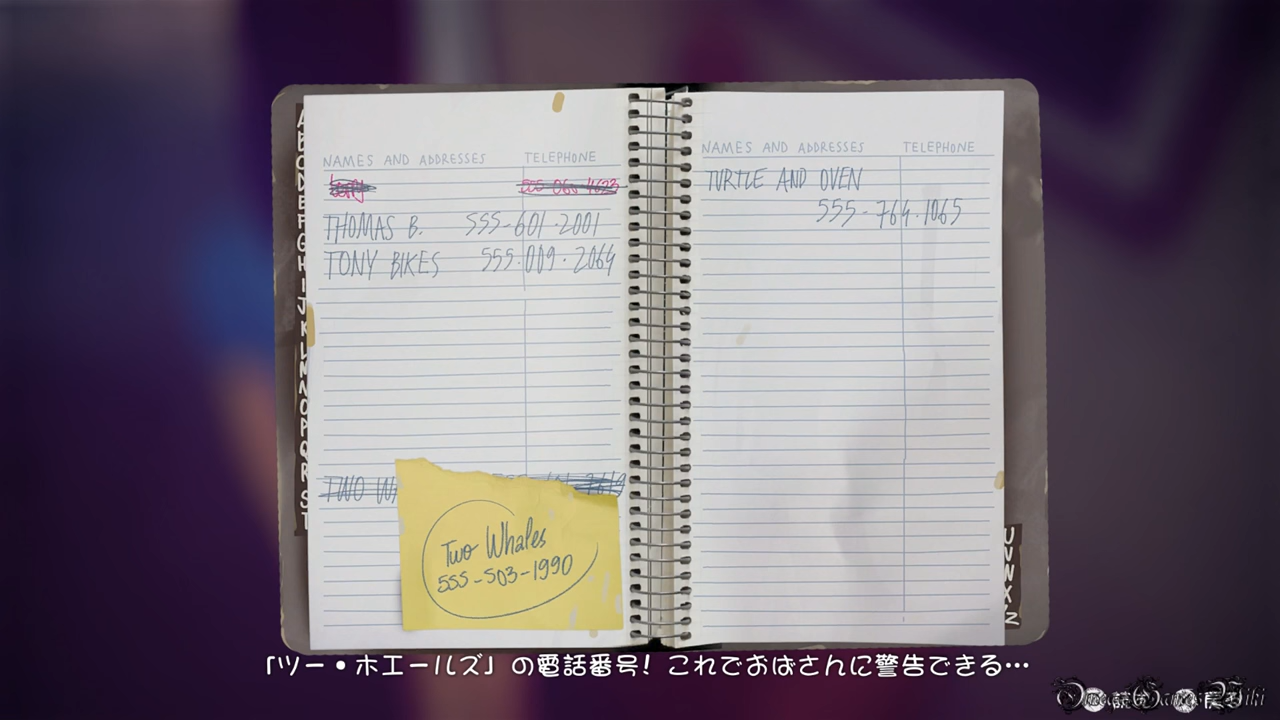 NAMES AND ADDRESSES TELEPHONE
THOMAS B. 555-601-2001
TONY BIKES 555.009.2064
TWO
Two Whales
555-503-1990
NAMES AND ADDRESSES TELEPHONE
TURTLE AND OVEN
555-764.1065
A
B
C
D
E
F
G
H
I
J
K
L
M
N
O
P
Q
R
S
T
U
V
W
X
Z
「ツー・ホエールズ」の電話番号！これでおばさんに警告できる…